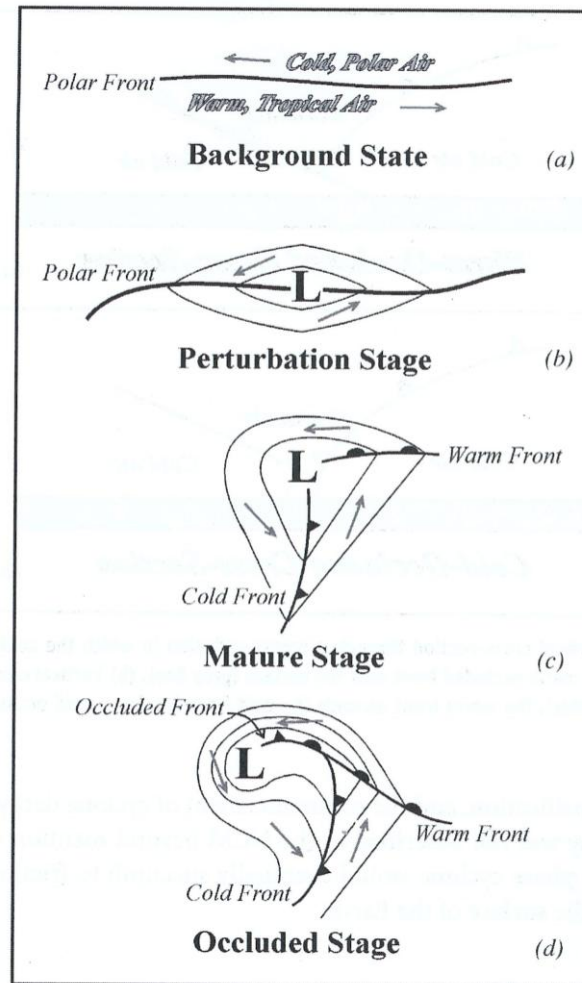 Cold, Polar Air
Polar Front
Warm, Tropical Air
Background State (a)
Polar Front
L
Perturbation Stage (b)
L
Warm Front
Cold Front
Mature Stage (c)
Occluded Front
L
Warm Front
Cold Front
Occluded Stage (d)